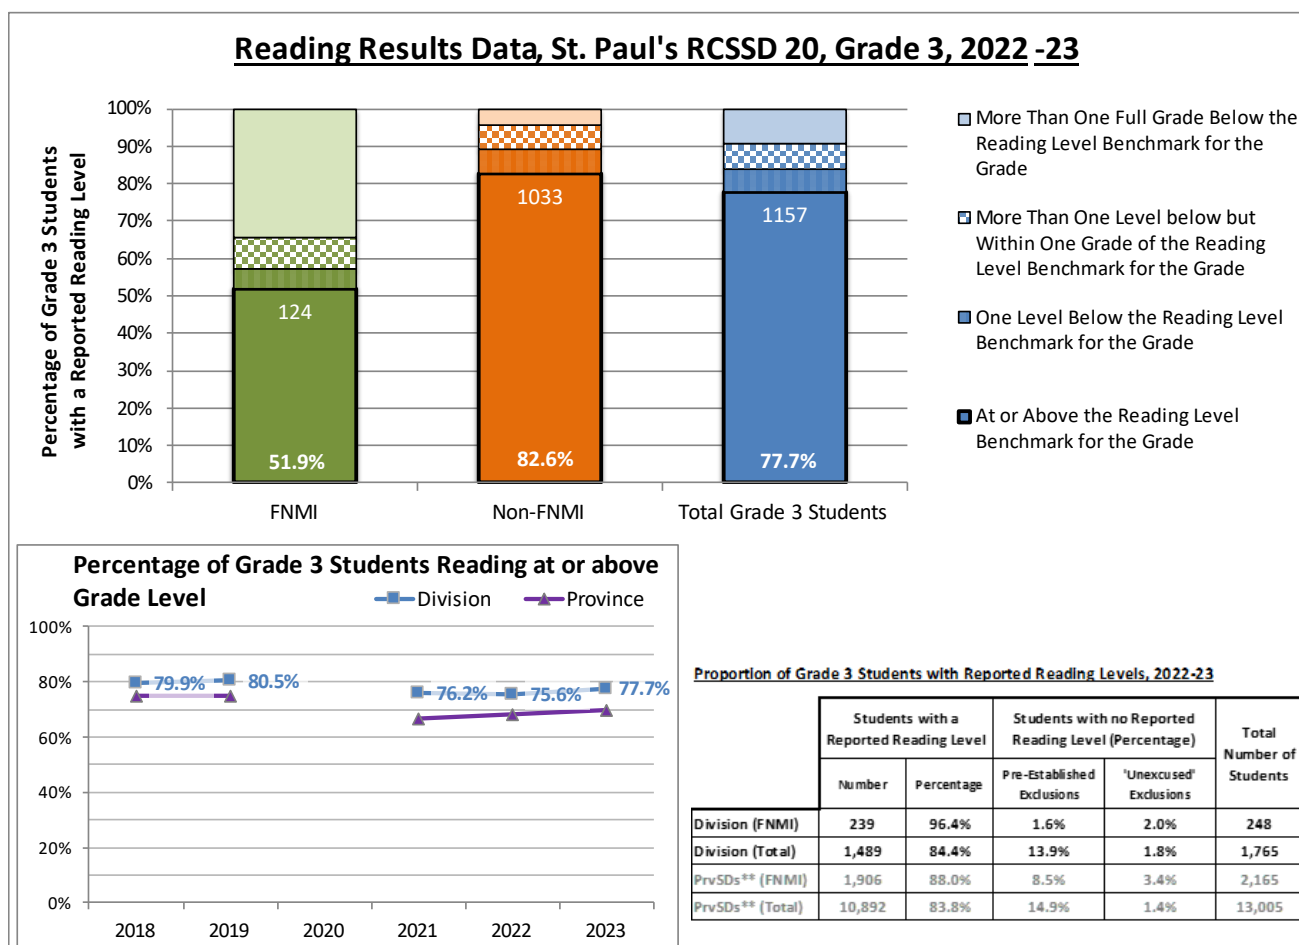 Reading Results Data, St. Paul's RCSSD 20, Grade 3, 2022 -23
Percentage of Grade 3 Students
with a Reported Reading Level
100%
90%
80%
70%
60%
50%
40%
30%
20%
10%
0%
124
51.9%
1033
82.6%
1157
77.7%
FNMI
Non-FNMI
Total Grade 3 Students
More Than One Full Grade Below the
Reading Level Benchmark for the
Grade
More Than One Level below but
Within One Grade of the Reading
Level Benchmark for the Grade
One Level Below the Reading Level
Benchmark for the Grade
At or Above the Reading Level
Benchmark for the Grade
Percentage of Grade 3 Students Reading at or above
Grade Level
Division Province
100%
80%
60%
40%
20%
0%
79.9% 80.5% 76.2% 75.6% 77.7%
2018 2019 2020 2021 2022 2023
Proportion of Grade 3 Students with Reported Reading Levels, 2022-23
Students with a
Reported Reading Level
Students with no Reported
Reading Level (Percentage)
Total
Number of
Students
Number
Percentage
Pre-Established
Exclusions
'Unexcused'
Exclusions
Division (FNMI) 239 96.4% 1.6% 2.0% 248
Division (Total) 1,489 84.4% 13.9% 1.8% 1,765
PrvSDs** (FNMI) 1,906 88.0% 8.5% 3.4% 2,165
PrvSDs** (Total) 10,892 83.8% 14.9% 1.4% 13,005